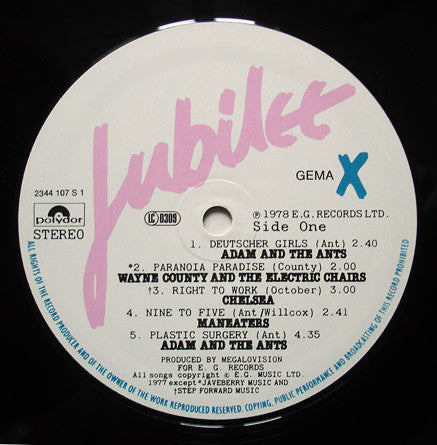 Jubilee
GEMA X
2344 107 S 1
polydor
STEREO
LC 0309
℗ 1978 E.G. RECORDS LTD.
Side One
1. DEUTSCHER GIRLS (Ant) 2.40
ADAM AND THE ANTS
*2. PARANOIA PARADISE (County) 2.00
WAYNE COUNTY AND THE ELECTRIC CHAIRS
†3. RIGHT TO WORK (October) 3.00
CHELSEA
4. NINE TO FIVE (Ant/Willcox) 2.41
MANEATERS
5. PLASTIC SURGERY (Ant) 4.35
ADAM AND THE ANTS
PRODUCED BY MEGALOVISION
FOR E. G. RECORDS
All songs copyright © E.G. MUSIC LTD.
1977 except *JAVEBERRY MUSIC and
†STEP FORWARD MUSIC
ALL RIGHTS OF THE RECORD PRODUCER AND OF THE OWNER OF THE WORK REPRODUCED RESERVED. COPYING, PUBLIC PERFORMANCE AND BROADCASTING OF THIS RECORD PROHIBITED